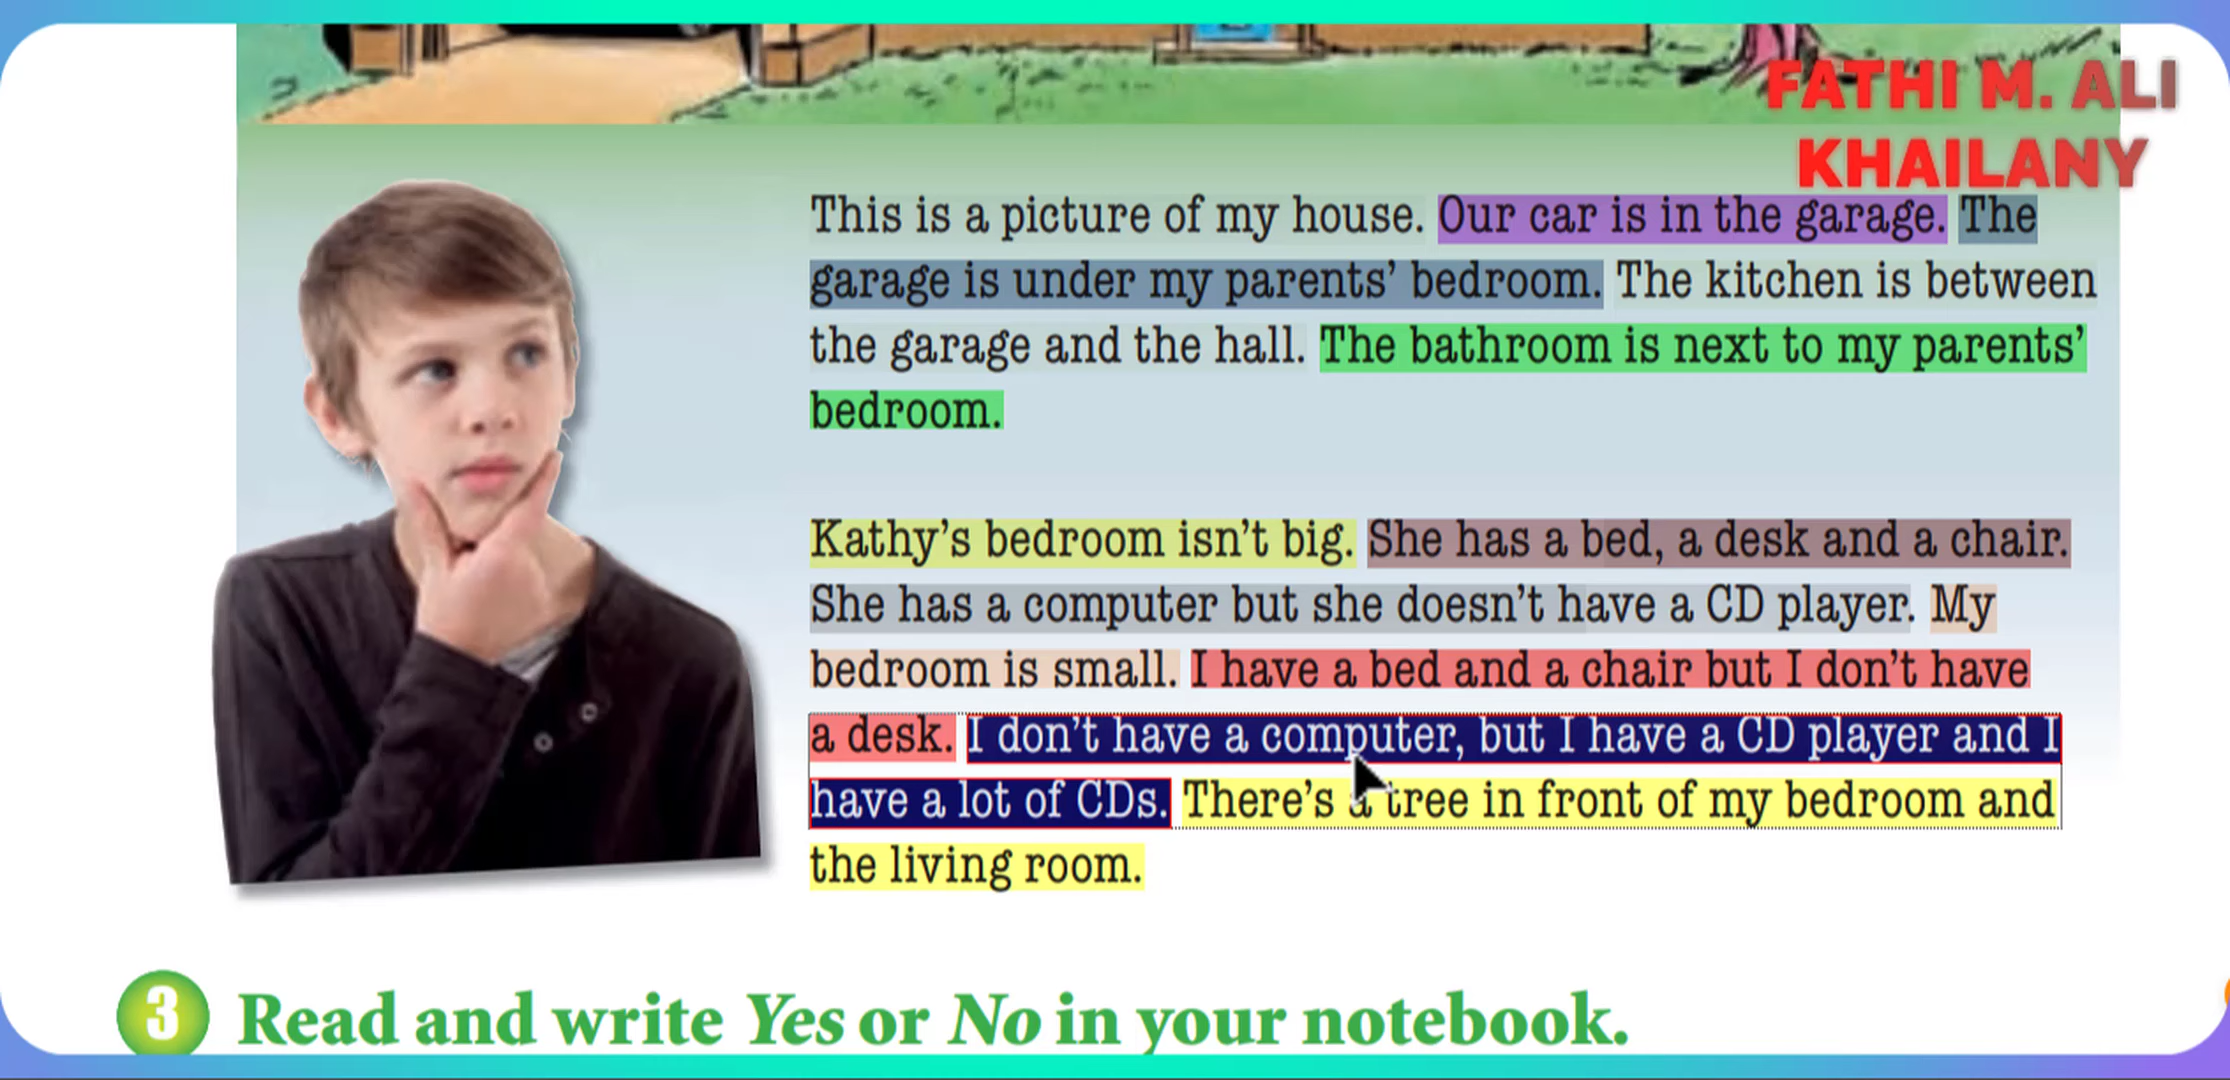 FATHI M. ALI
KHAILANY
This is a picture of my house. Our car is in the garage. The
garage is under my parents’ bedroom. The kitchen is between
the garage and the hall. The bathroom is next to my parents’
bedroom.
Kathy’s bedroom isn’t big. She has a bed, a desk and a chair.
She has a computer but she doesn’t have a CD player. My
bedroom is small. I have a bed and a chair but I don’t have
a desk. I don’t have a computer, but I have a CD player and I
have a lot of CDs. There’s a tree in front of my bedroom and
the living room.
3 Read and write Yes or No in your notebook.